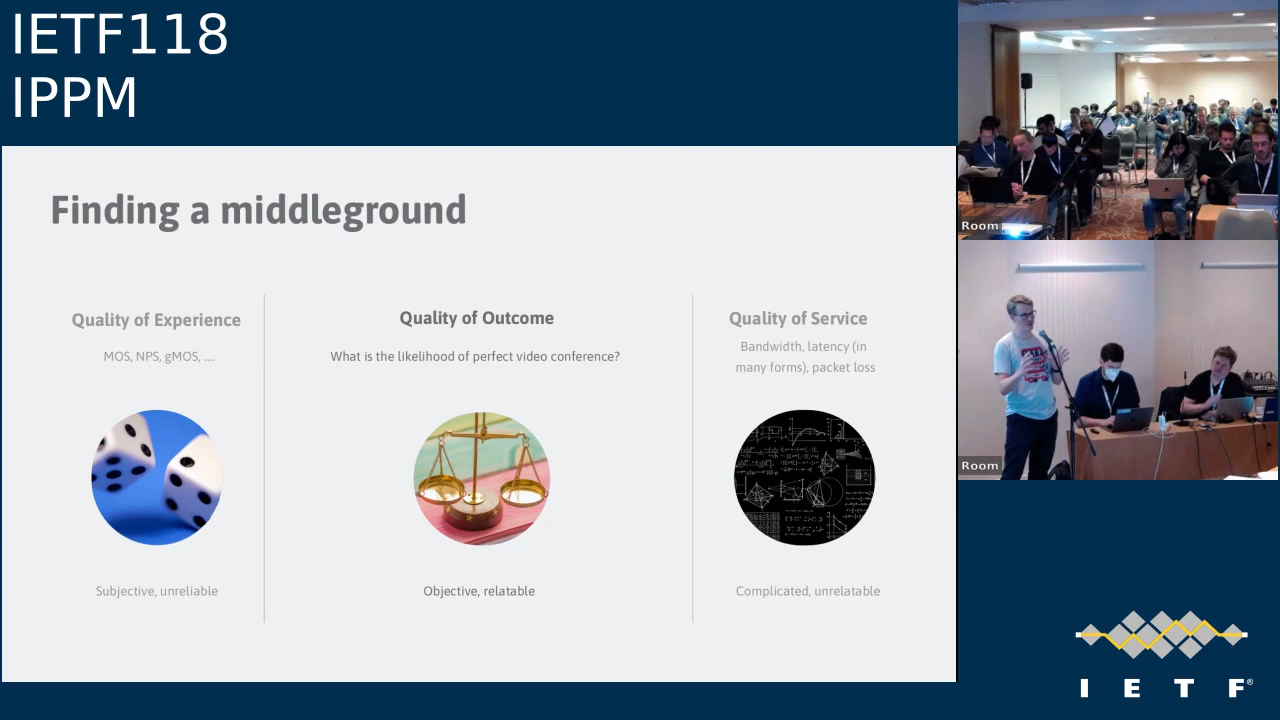 IETF118
IPPM
Finding a middleground
Quality of Experience
MOS, NPS, gMOS, ....
Subjective, unreliable
Quality of Outcome
What is the likelihood of perfect video conference?
Objective, relatable
Quality of Service
Bandwidth, latency (in
many forms), packet loss
Complicated, unrelatable
Room
Room
I E T F®